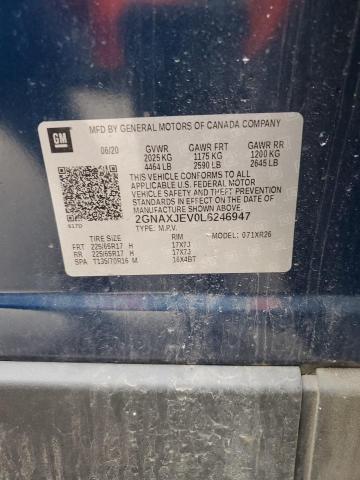 GM
MFD BY GENERAL MOTORS OF CANADA COMPANY
06/20 GVWR GAWR FRT GAWR RR
2025 KG 1175 KG 1200 KG
4464 LB 2590 LB 2645 LB
THIS VEHICLE CONFORMS TO ALL
APPLICABLE U.S. FEDERAL MOTOR
VEHICLE SAFETY, BUMPER, AND THEFT
PREVENTION STANDARDS IN EFFECT ON
THE DATE OF MANUFACTURE SHOWN ABOVE.
2GNAXJEV0L6246947
TYPE: M.P.V. MODEL: 071XR26
TIRE SIZE RIM
FRT 225/65R17 H 17X7J
RR 225/65R17 H 17X7J
SPA T135/70R16 M 16X4BT